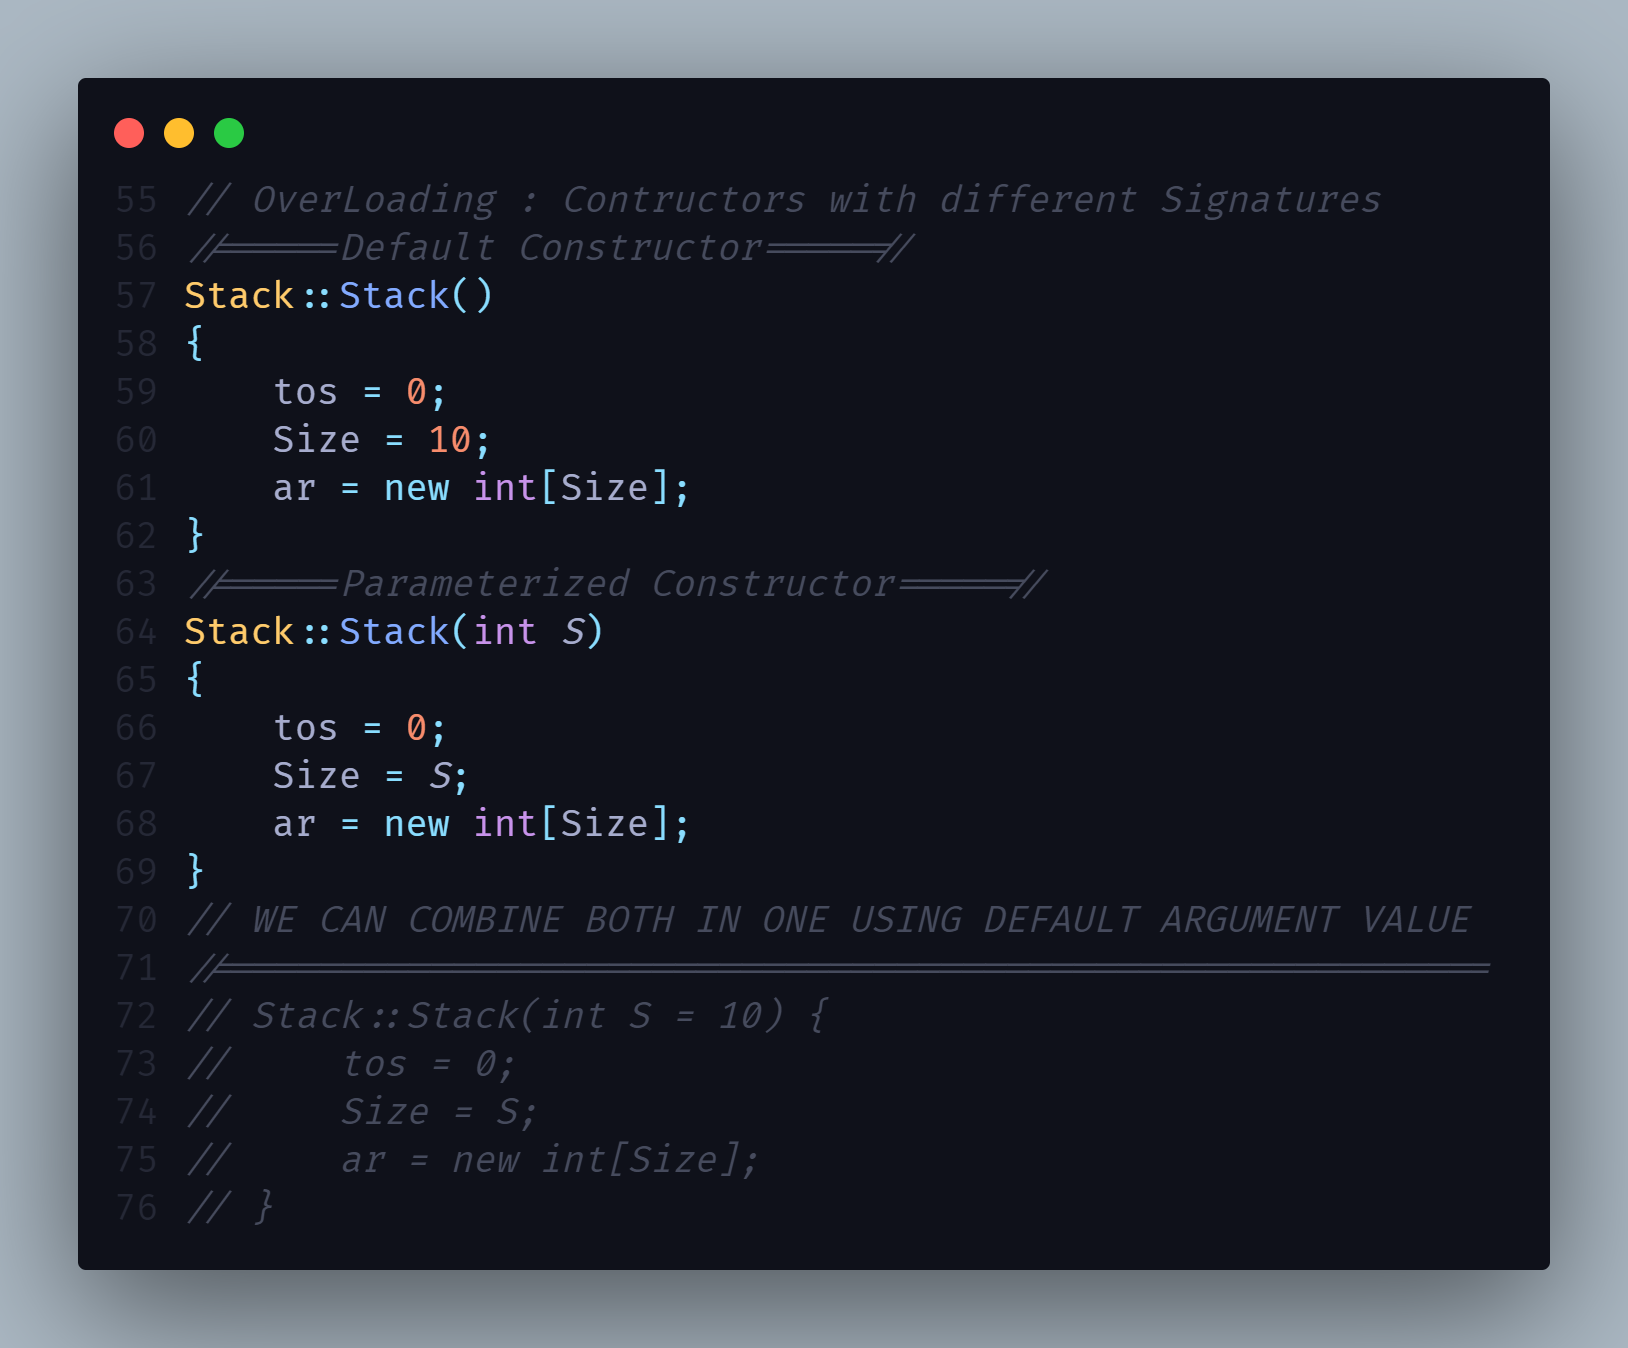 55 // OverLoading : Contructors with different Signatures
56 //======Default Constructor======//
57 Stack::Stack()
58 {
59     tos = 0;
60     Size = 10;
61     ar = new int[Size];
62 }
63 //======Parameterized Constructor======//
64 Stack::Stack(int S)
65 {
66     tos = 0;
67     Size = S;
68     ar = new int[Size];
69 }
70 // WE CAN COMBINE BOTH IN ONE USING DEFAULT ARGUMENT VALUE
71 //==========================================================
72 // Stack::Stack(int S = 10) {
73 //     tos = 0;
74 //     Size = S;
75 //     ar = new int[Size];
76 // }